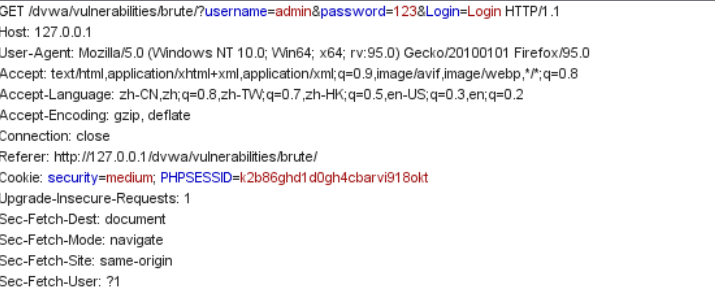 GET /dvwa/vulnerabilities/brute/?username=admin&password=123&Login=Login HTTP/1.1
Host: 127.0.0.1
User-Agent: Mozilla/5.0 (Windows NT 10.0; Win64; x64; rv:95.0) Gecko/20100101 Firefox/95.0
Accept: text/html,application/xhtml+xml,application/xml;q=0.9,image/avif,image/webp,*/*;q=0.8
Accept-Language: zh-CN,zh;q=0.8,zh-TW;q=0.7,zh-HK;q=0.5,en-US;q=0.3,en;q=0.2
Accept-Encoding: gzip, deflate
Connection: close
Referer: http://127.0.0.1/dvwa/vulnerabilities/brute/
Cookie: security=medium; PHPSESSID=k2b86ghd1d0gh4cbarvi918okt
Upgrade-Insecure-Requests: 1
Sec-Fetch-Dest: document
Sec-Fetch-Mode: navigate
Sec-Fetch-Site: same-origin
Sec-Fetch-User: ?1